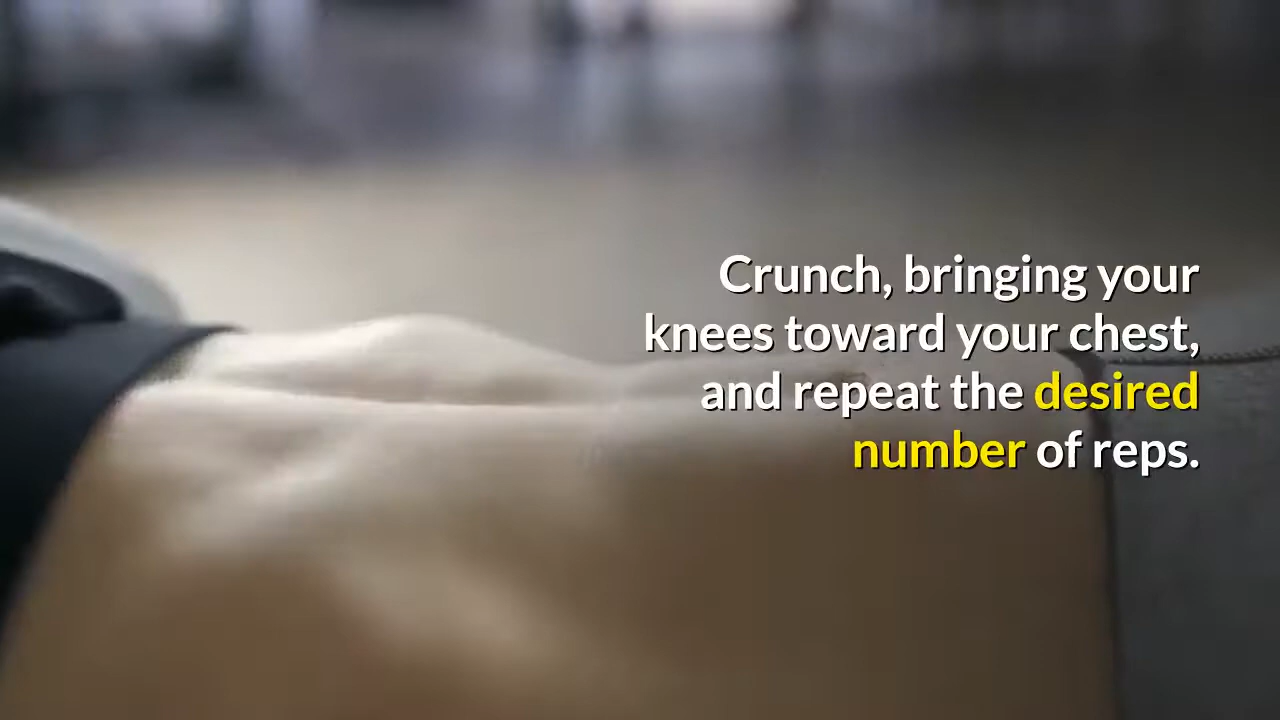 Crunch, bringing your
knees toward your chest,
and repeat the desired
number of reps.